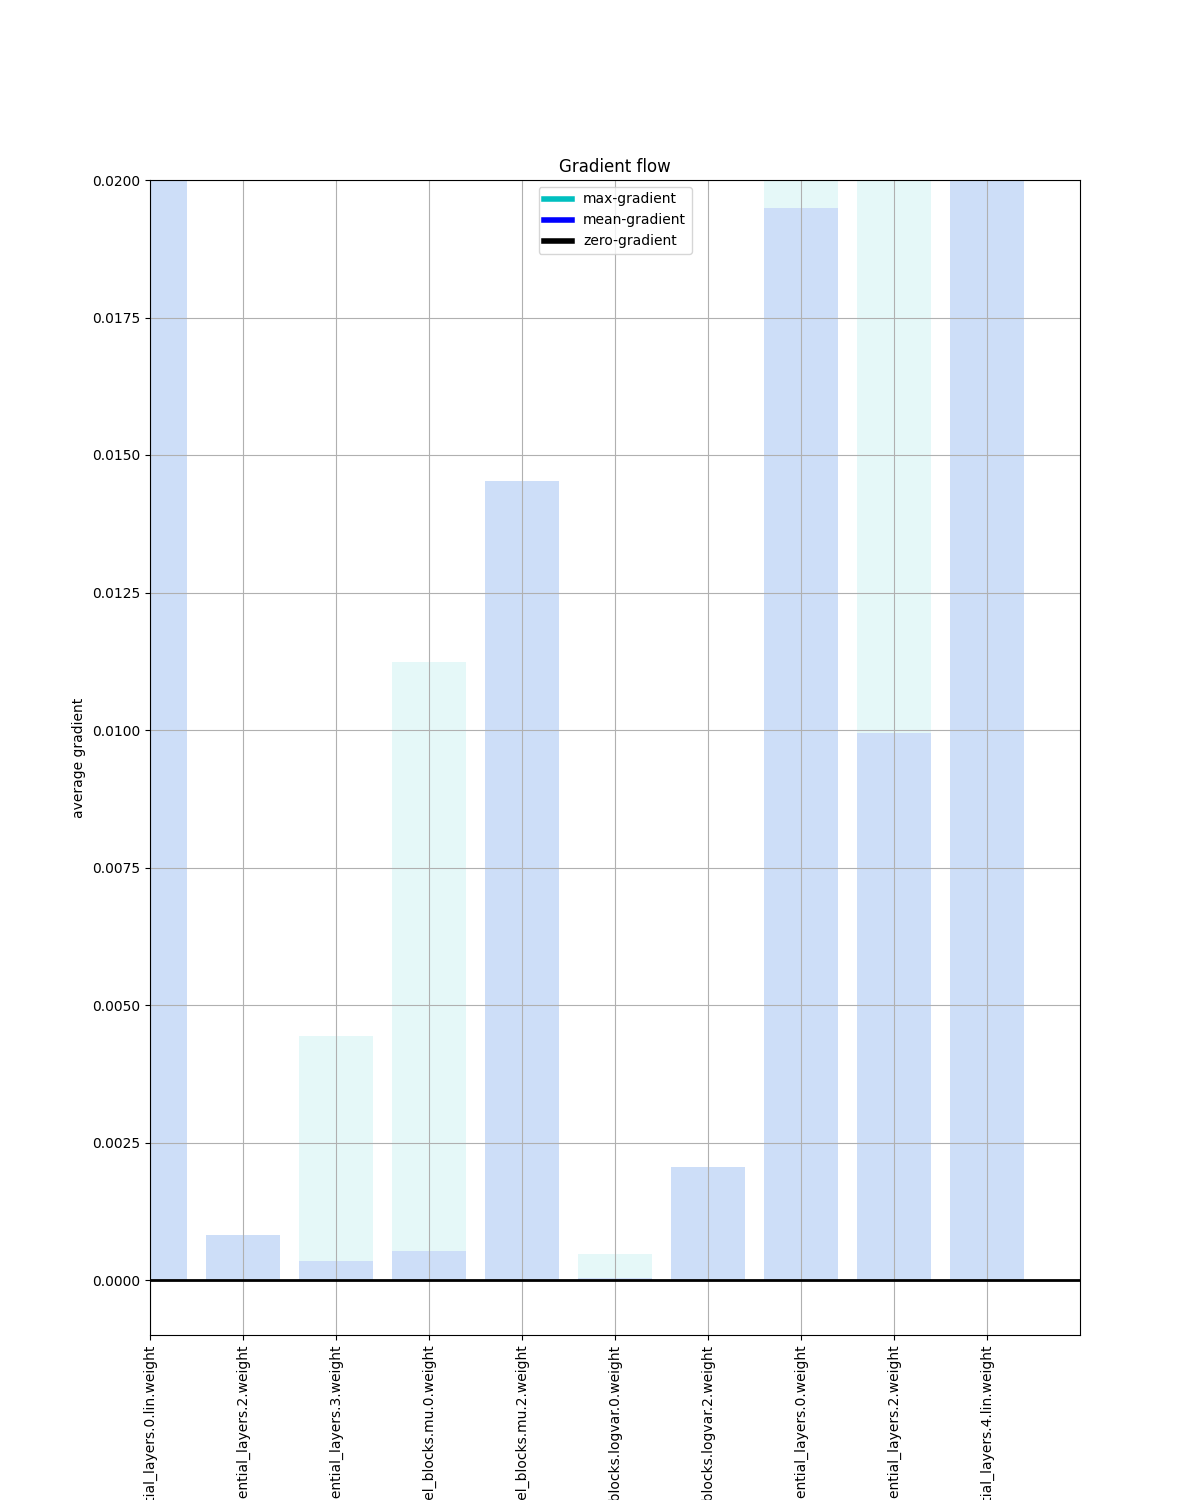 Gradient flow
max-gradient
mean-gradient
zero-gradient
0.0200
0.0175
0.0150
0.0125
0.0100
0.0075
0.0050
0.0025
0.0000
average gradient
tial_layers.0.lin.weight
ential_layers.2.weight
ential_layers.3.weight
el_blocks.mu.0.weight
el_blocks.mu.2.weight
blocks.logvar.0.weight
blocks.logvar.2.weight
ential_layers.0.weight
ential_layers.2.weight
tial_layers.4.lin.weight